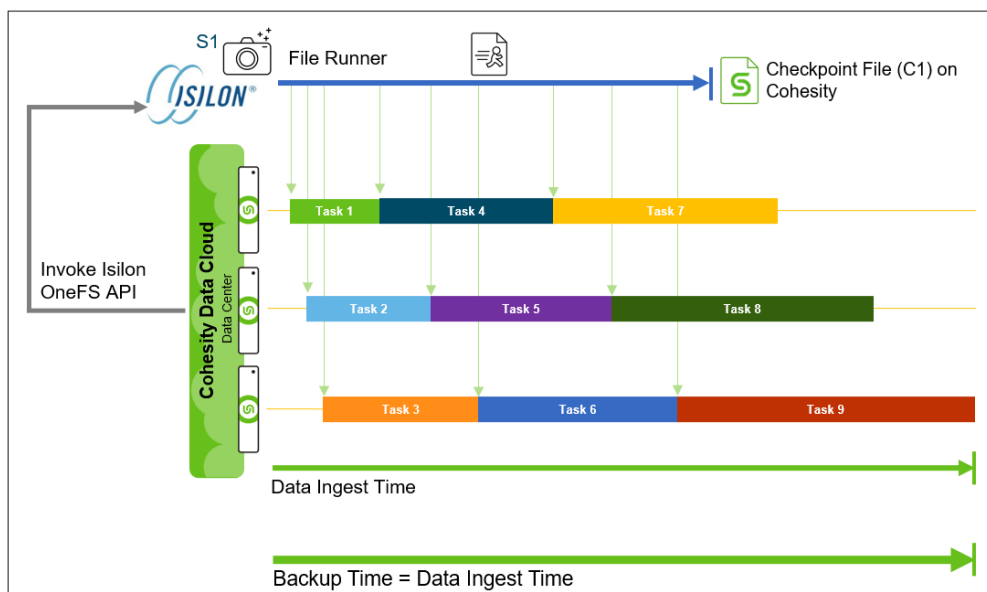 S1
File Runner
ISILON®
Checkpoint File (C1) on
Cohesity
Invoke Isilon
OneFS API
Cohesity Data Cloud
Data Center
Task 1
Task 4
Task 7
Task 2
Task 5
Task 8
Task 3
Task 6
Task 9
Data Ingest Time
Backup Time = Data Ingest Time